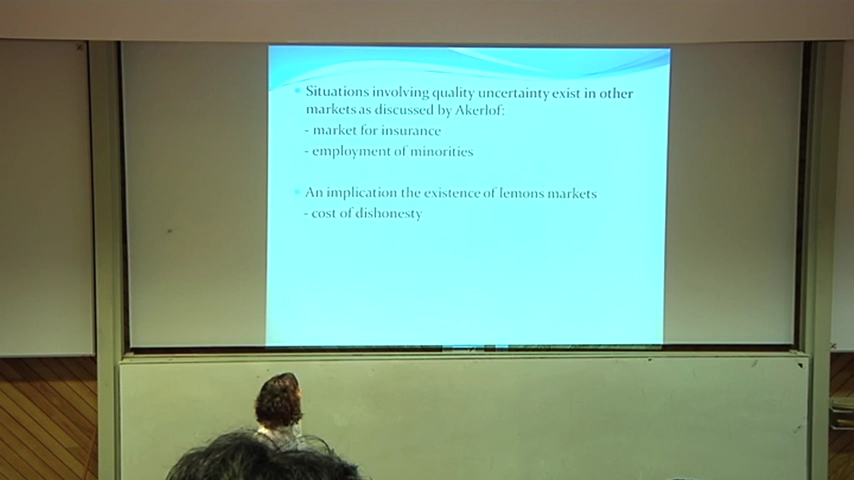 Situations involving quality uncertainty exist in other
markets as discussed by Akerlof:
- market for insurance
- employment of minorities
An implication the existence of lemons markets
- cost of dishonesty